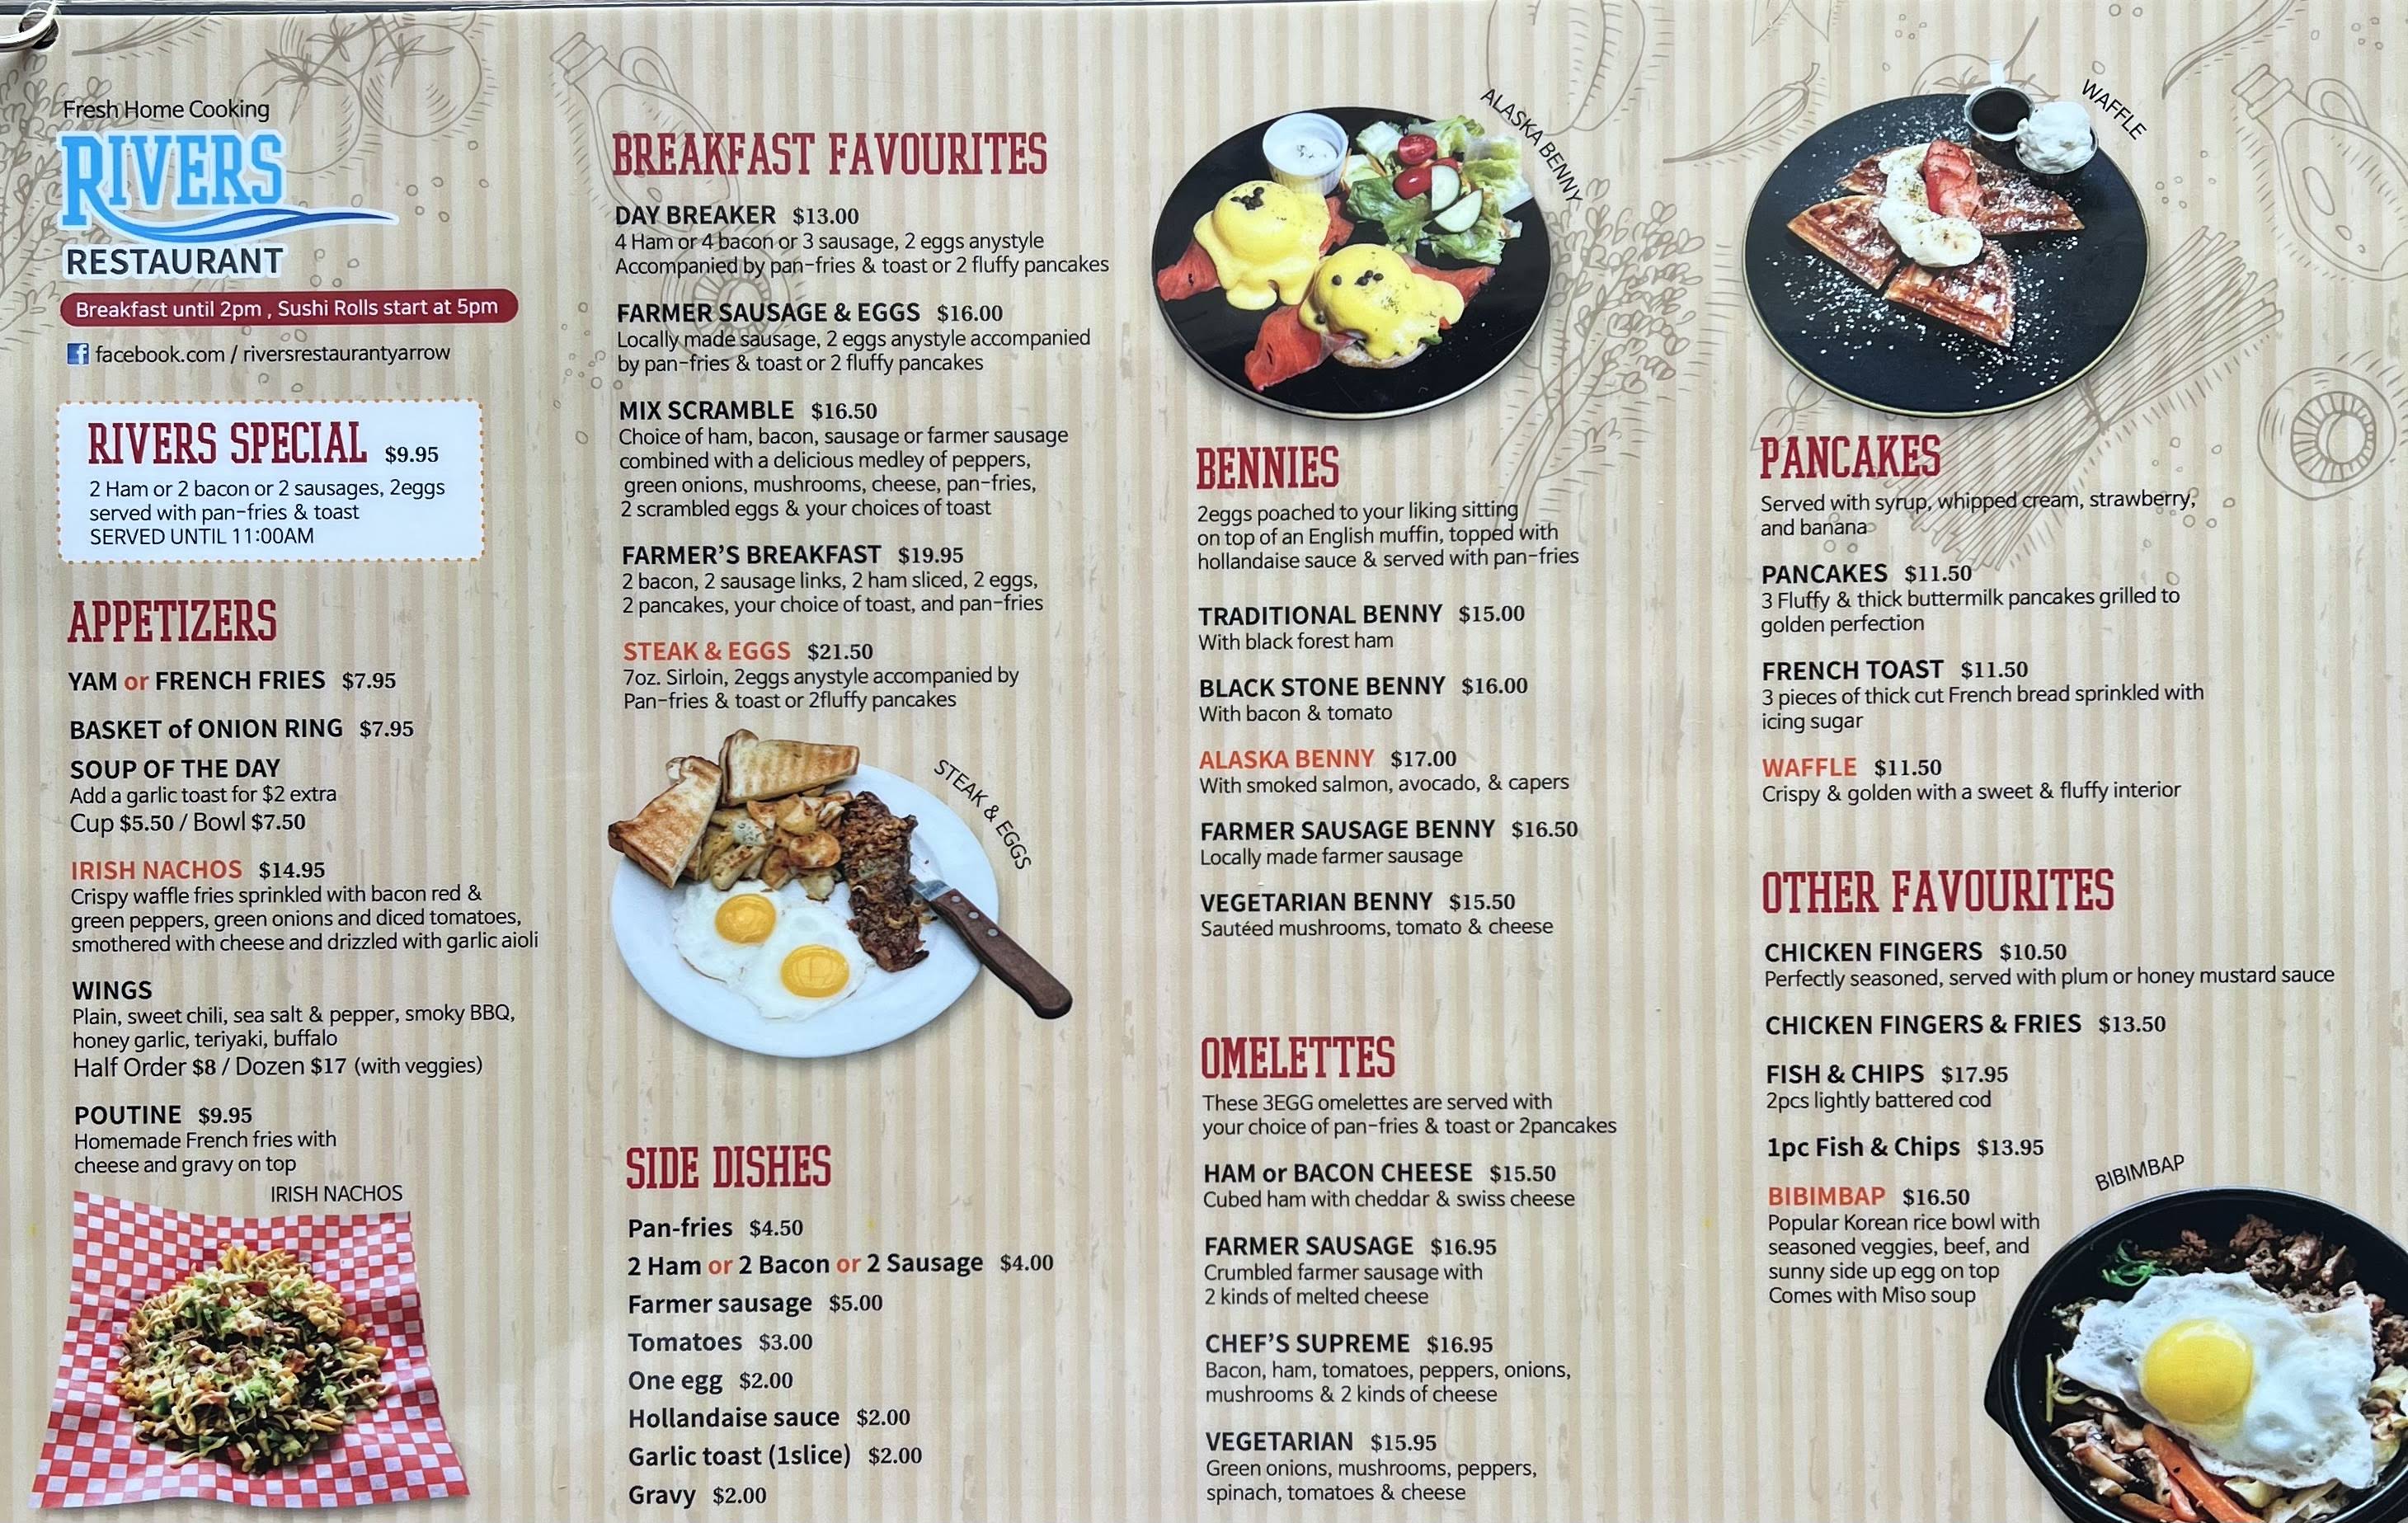 Fresh Home Cooking
RIVERS
RESTAURANT
Breakfast until 2pm , Sushi Rolls start at 5pm
f facebook.com / riversrestaurantyarrow
RIVERS SPECIAL $9.95
2 Ham or 2 bacon or 2 sausages, 2eggs
served with pan-fries & toast
SERVED UNTIL 11:00AM
APPETIZERS
YAM or FRENCH FRIES $7.95
BASKET of ONION RING $7.95
SOUP OF THE DAY
Add a garlic toast for $2 extra
Cup $5.50 / Bowl $7.50
IRISH NACHOS $14.95
Crispy waffle fries sprinkled with bacon red &
green peppers, green onions and diced tomatoes,
smothered with cheese and drizzled with garlic aioli
WINGS
Plain, sweet chili, sea salt & pepper, smoky BBQ,
honey garlic, teriyaki, buffalo
Half Order $8 / Dozen $17 (with veggies)
POUTINE $9.95
Homemade French fries with
cheese and gravy on top
IRISH NACHOS
BREAKFAST FAVOURITES
DAY BREAKER $13.00
4 Ham or 4 bacon or 3 sausage, 2 eggs anystyle
Accompanied by pan-fries & toast or 2 fluffy pancakes
FARMER SAUSAGE & EGGS $16.00
Locally made sausage, 2 eggs anystyle accompanied
by pan-fries & toast or 2 fluffy pancakes
MIX SCRAMBLE $16.50
Choice of ham, bacon, sausage or farmer sausage
combined with a delicious medley of peppers,
green onions, mushrooms, cheese, pan-fries,
2 scrambled eggs & your choices of toast
FARMER'S BREAKFAST $19.95
2 bacon, 2 sausage links, 2 ham sliced, 2 eggs,
2 pancakes, your choice of toast, and pan-fries
STEAK & EGGS $21.50
7oz. Sirloin, 2eggs anystyle accompanied by
Pan-fries & toast or 2fluffy pancakes
STEAK & EGGS
SIDE DISHES
Pan-fries $4.50
2 Ham or 2 Bacon or 2 Sausage $4.00
Farmer sausage $5.00
Tomatoes $3.00
One egg $2.00
Hollandaise sauce $2.00
Garlic toast (1slice) $2.00
Gravy $2.00
ALASKA BENNY
BENNIES
2eggs poached to your liking sitting
on top of an English muffin, topped with
hollandaise sauce & served with pan-fries
TRADITIONAL BENNY $15.00
With black forest ham
BLACK STONE BENNY $16.00
With bacon & tomato
ALASKA BENNY $17.00
With smoked salmon, avocado, & capers
FARMER SAUSAGE BENNY $16.50
Locally made farmer sausage
VEGETARIAN BENNY $15.50
Sautéed mushrooms, tomato & cheese
OMELETTES
These 3EGG omelettes are served with
your choice of pan-fries & toast or 2pancakes
HAM or BACON CHEESE $15.50
Cubed ham with cheddar & swiss cheese
FARMER SAUSAGE $16.95
Crumbled farmer sausage with
2 kinds of melted cheese
CHEF'S SUPREME $16.95
Bacon, ham, tomatoes, peppers, onions,
mushrooms & 2 kinds of cheese
VEGETARIAN $15.95
Green onions, mushrooms, peppers,
spinach, tomatoes & cheese
WAFFLE
PANCAKES
Served with syrup, whipped cream, strawberry,
and banana
PANCAKES $11.50
3 Fluffy & thick buttermilk pancakes grilled to
golden perfection
FRENCH TOAST $11.50
3 pieces of thick cut French bread sprinkled with
icing sugar
WAFFLE $11.50
Crispy & golden with a sweet & fluffy interior
OTHER FAVOURITES
CHICKEN FINGERS $10.50
Perfectly seasoned, served with plum or honey mustard sauce
CHICKEN FINGERS & FRIES $13.50
FISH & CHIPS $17.95
2pcs lightly battered cod
1pc Fish & Chips $13.95
BIBIMBAP $16.50
Popular Korean rice bowl with
seasoned veggies, beef, and
sunny side up egg on top
Comes with Miso soup
BIBIMBAP